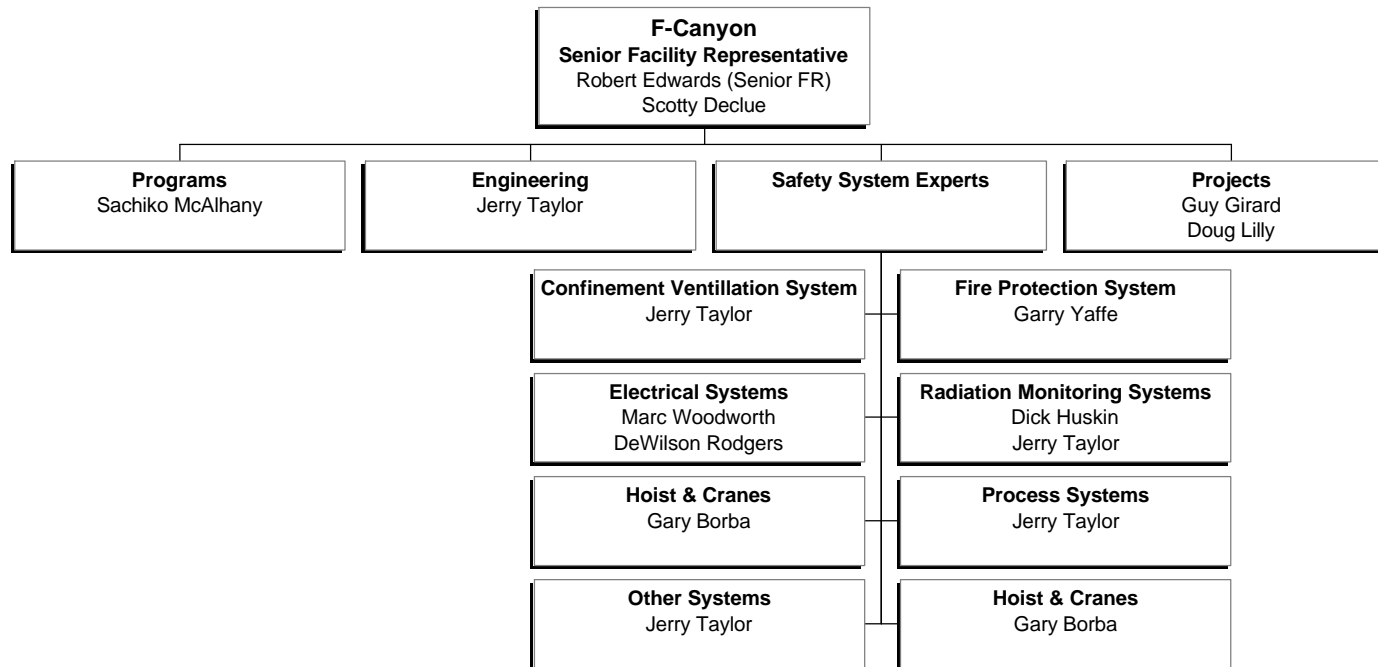 F-Canyon
Senior Facility Representative
Robert Edwards (Senior FR)
Scotty Declue
Programs
Sachiko McAlhany
Engineering
Jerry Taylor
Safety System Experts
Projects
Guy Girard
Doug Lilly
Confinement Ventillation System
Jerry Taylor
Fire Protection System
Garry Yaffe
Electrical Systems
Marc Woodworth
DeWilson Rodgers
Radiation Monitoring Systems
Dick Huskin
Jerry Taylor
Hoist & Cranes
Gary Borba
Process Systems
Jerry Taylor
Other Systems
Jerry Taylor
Hoist & Cranes
Gary Borba